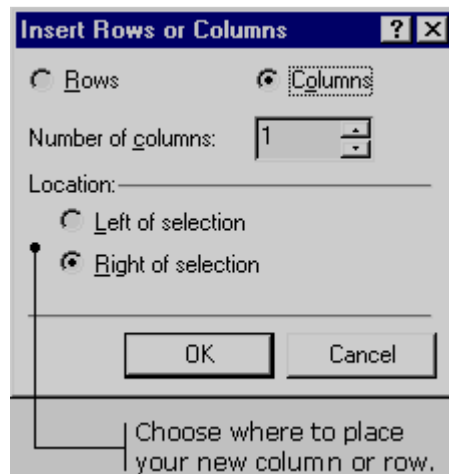 Insert Rows or Columns ? ×
Rows Columns
Number of columns: 1
Location:
Left of selection
Right of selection
OK Cancel
Choose where to place
your new column or row.